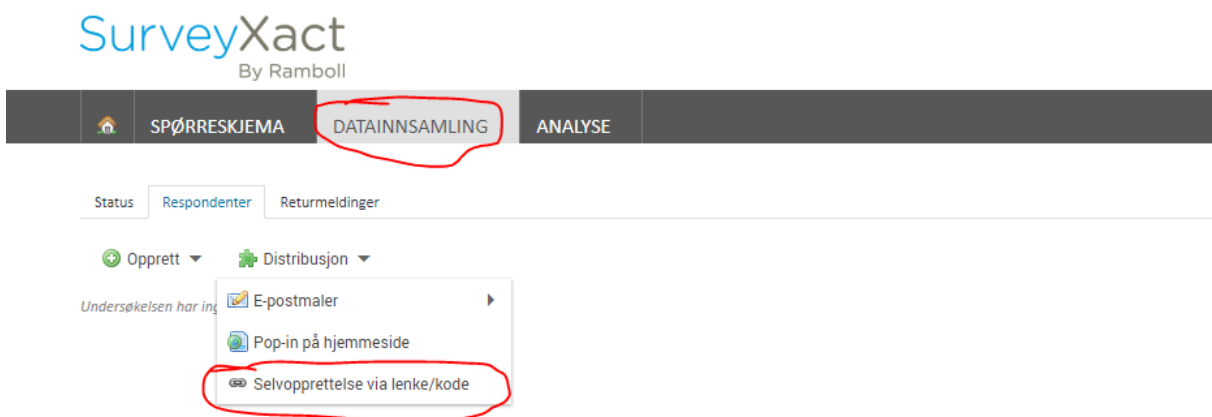 SurveyXact
By Ramboll
SPØRRESKJEMA DATAINNSAMLING ANALYSE
Status Respondenter Returmeldinger
Opprett Distribusjon
Undersøkelsen har ing
E-postmaler
Pop-in på hjemmeside
Selvopprettelse via lenke/kode